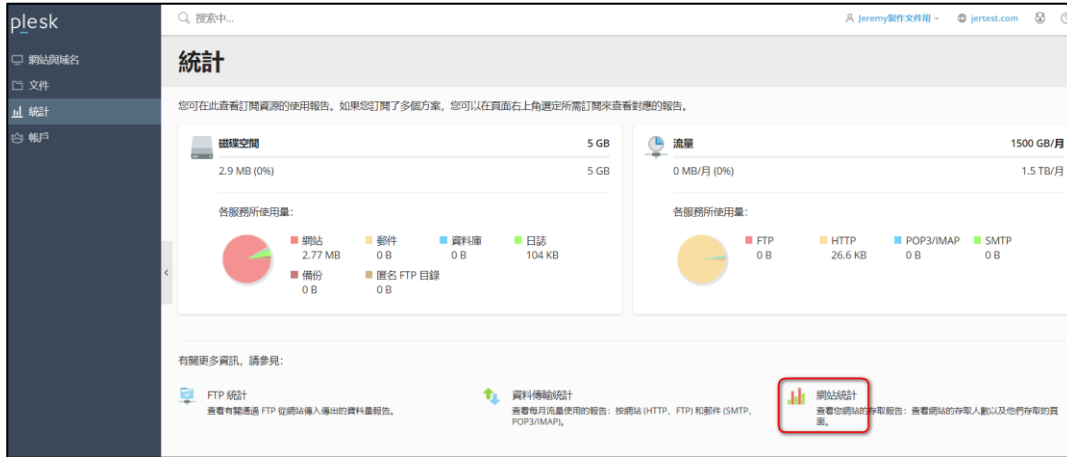 plesk
搜索中...
Jeremy製作文件用
jertest.com
網站與域名
文件
統計
帳戶
統計
您可在此查看訂閱資源的使用報告。如果您訂閱了多個方案，您可以在頁面右上角選定所需訂閱來查看對應的報告。
磁碟空間 5 GB
2.9 MB (0%) 5 GB
各服務所使用量:
網站 郵件 資料庫 日誌
2.77 MB 0 B 0 B 104 KB
備份 匿名 FTP 目錄
0 B 0 B
流量 1500 GB/月
0 MB/月 (0%) 1.5 TB/月
各服務所使用量:
FTP HTTP POP3/IMAP SMTP
0 B 26.6 KB 0 B 0 B
有關更多資訊，請參見:
FTP 統計
查看有關通過 FTP 從網站傳入傳出的資料量報告。
資料傳輸統計
查看每月流量使用的報告：按網站 (HTTP、FTP) 和郵件 (SMTP、
POP3/IMAP)。
網站統計
查看您網站的存取報告：查看網站的存取人數以及他們存取的頁
面。